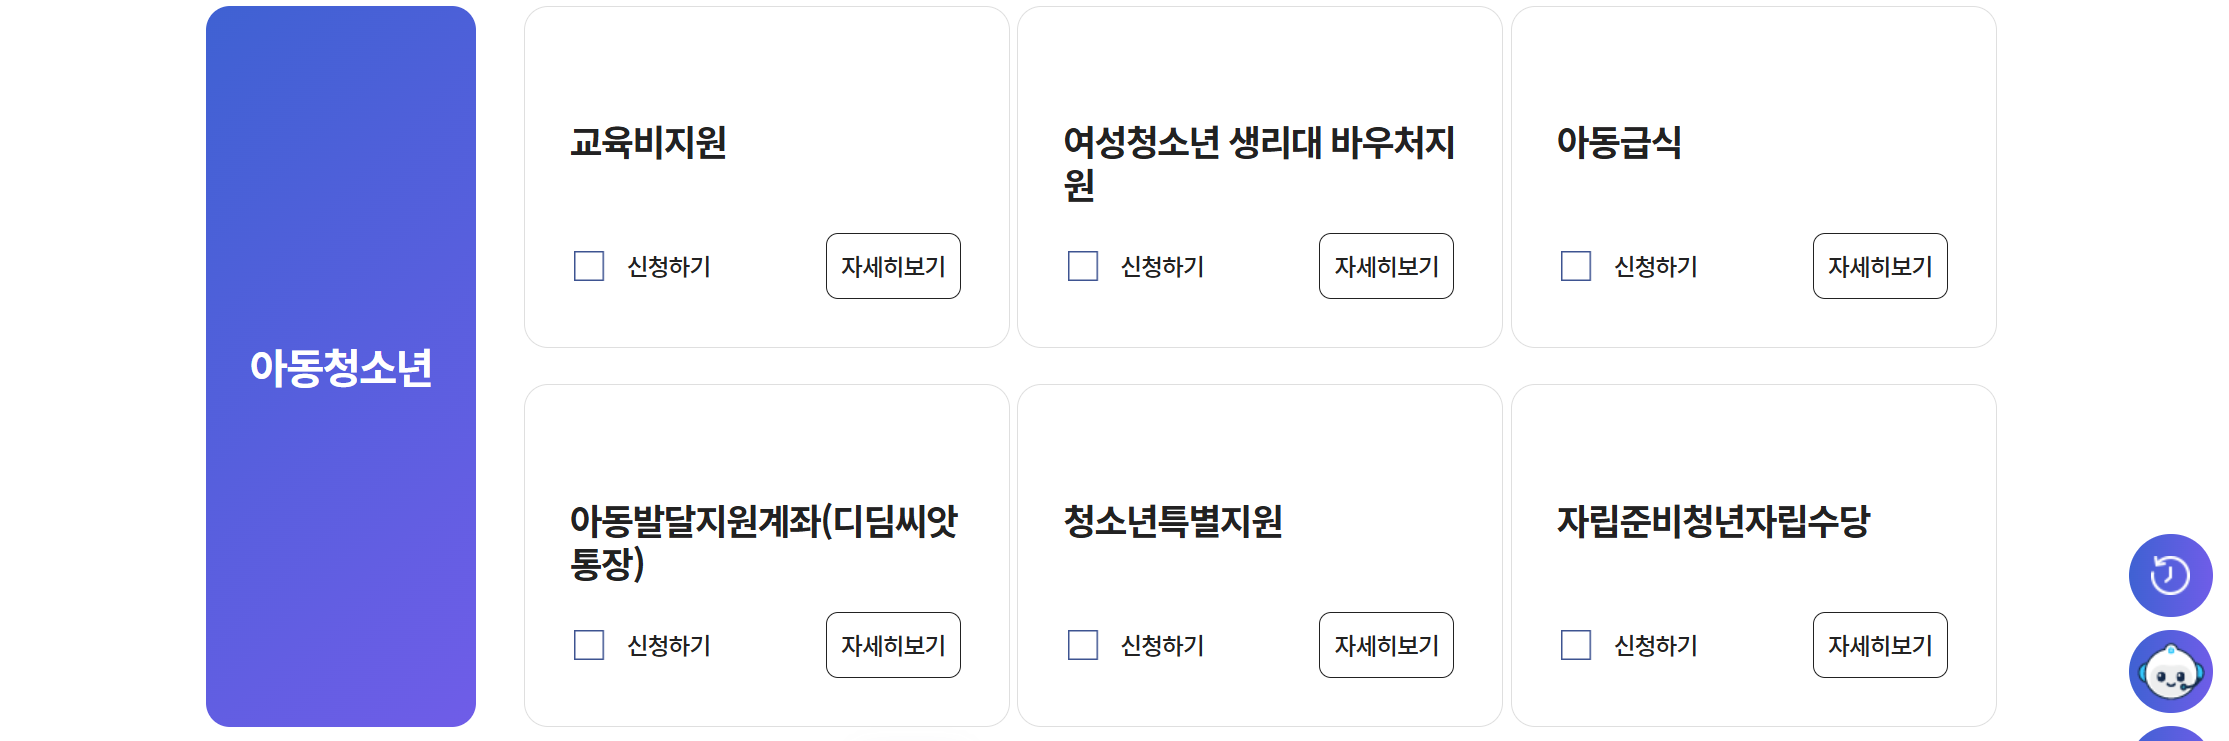 아동청소년
교육비지원
신청하기
자세히보기
여성청소년 생리대 바우처지
원
신청하기
자세히보기
아동급식
신청하기
자세히보기
아동발달지원계좌(디딤씨앗
통장)
신청하기
자세히보기
청소년특별지원
신청하기
자세히보기
자립준비청년자립수당
신청하기
자세히보기